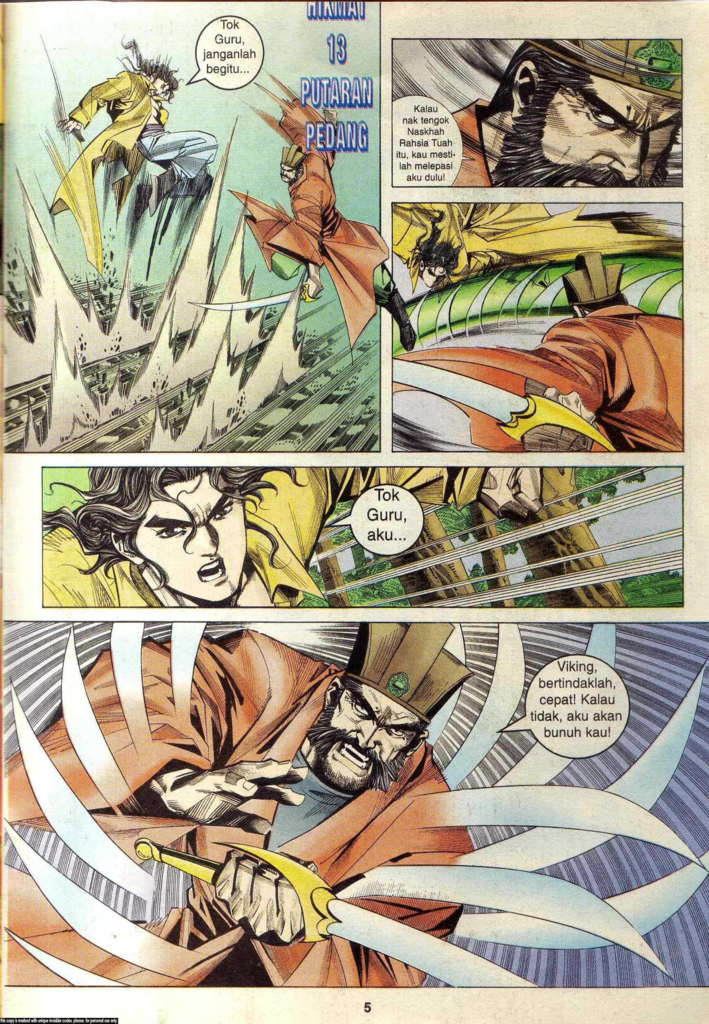 Tok
Guru,
janganlah
begitu...
HIKMAT
13
PUTARAN
PEDANG
Kalau
nak tengok
Naskhah
Rahsia Tuah
itu, kau mesti-
lah melepasi
aku dulu!
Tok
Guru,
aku...
Viking,
bertindaklah,
cepat! Kalau
tidak, aku akan
bunuh kau!
5